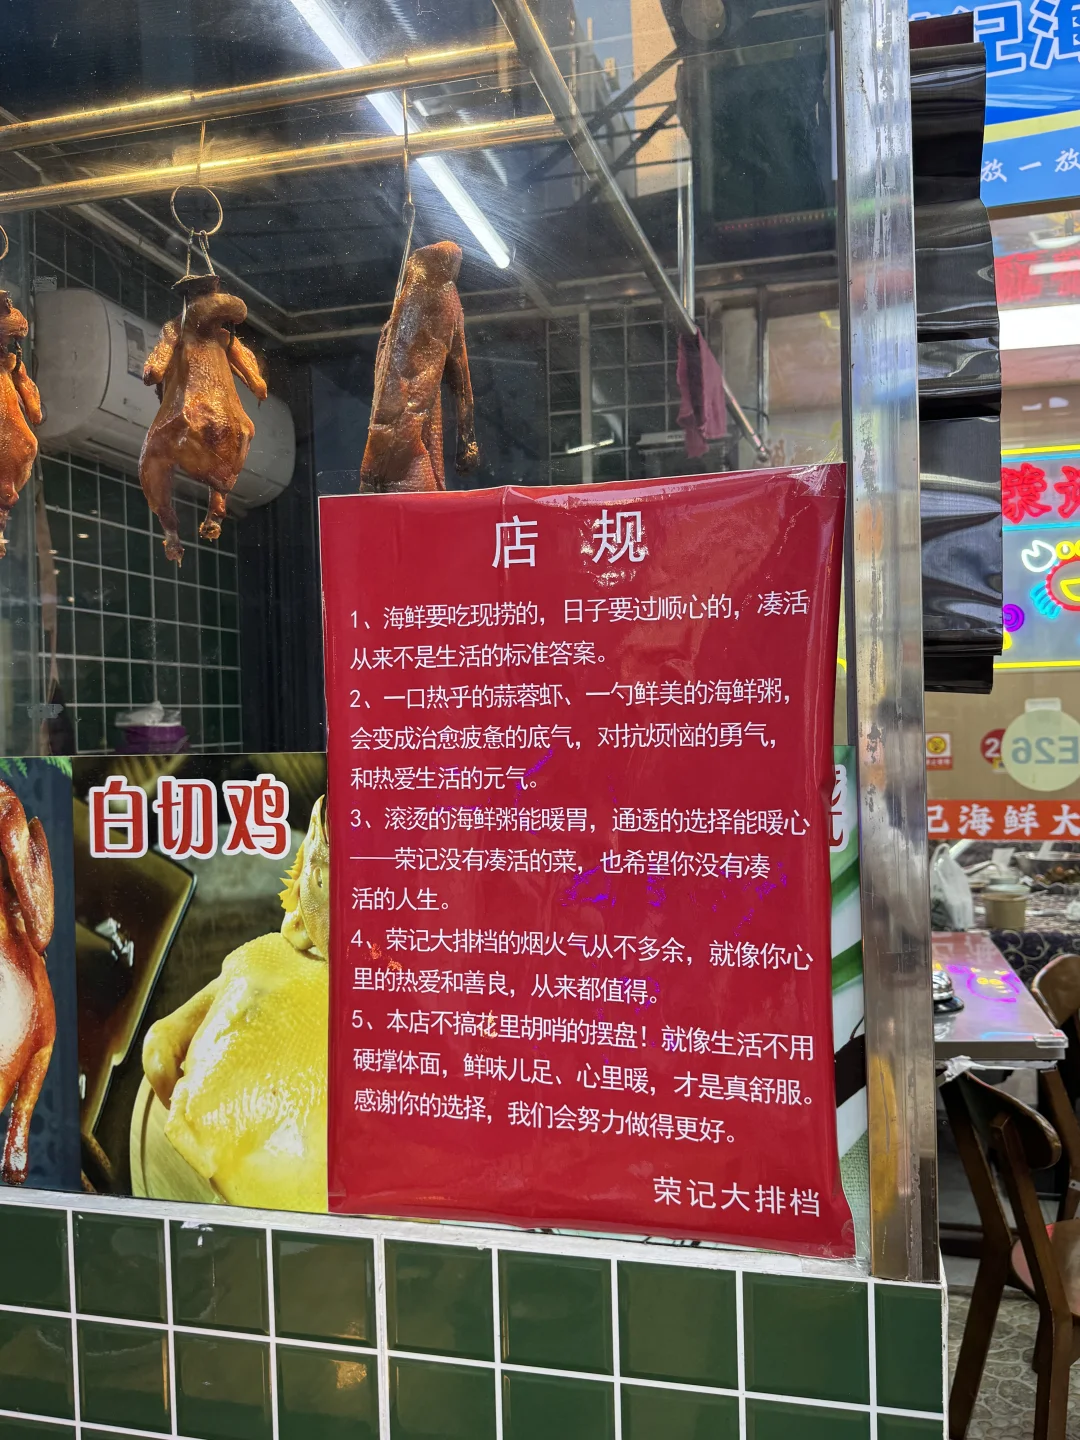 店 规
1、海鲜要吃现捞的，日子要过顺心的，凑活
从来不是生活的标准答案。
2、一口热乎的蒜蓉虾、一勺鲜美的海鲜粥，
会变成治愈疲惫的底气，对抗烦恼的勇气，
和热爱生活的元气。
3、滚烫的海鲜粥能暖胃，通透的选择能暖心
——荣记没有凑活的菜，也希望你没有凑
活的人生。
4、荣记大排档的烟火气从不多余，就像你心
里的热爱和善良，从来都值得。
5、本店不搞花里胡哨的摆盘！就像生活不用
硬撑体面，鲜味儿足、心里暖，才是真舒服。
感谢你的选择，我们会努力做得更好。
荣记大排档
白切鸡
记海
放一放
E26
记海鲜大